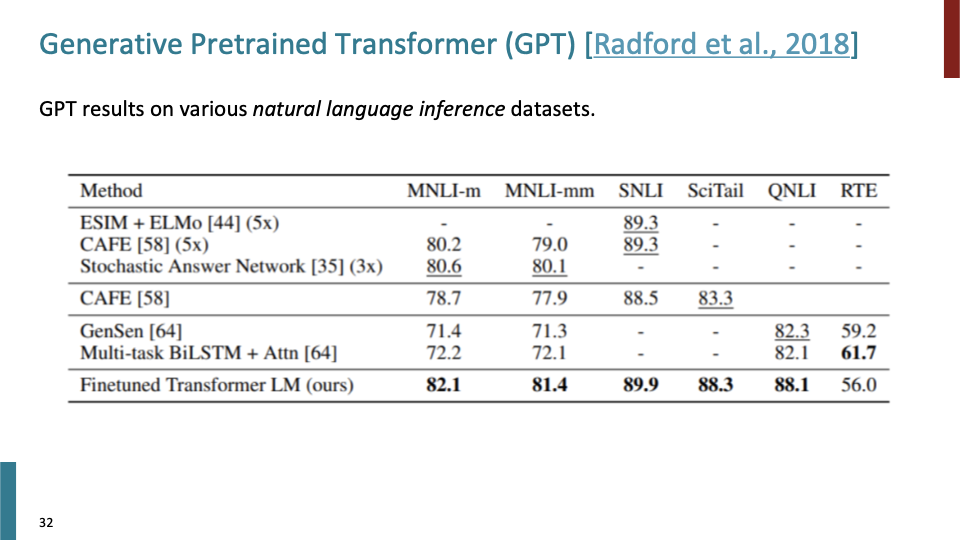 Generative Pretrained Transformer (GPT) [Radford et al., 2018]
GPT results on various natural language inference datasets.
Method MNLI-m MNLI-mm SNLI SciTail QNLI RTE
ESIM + ELMo [44] (5x) - - 89.3 - - -
CAFE [58] (5x) 80.2 79.0 89.3 - - -
Stochastic Answer Network [35] (3x) 80.6 80.1 - - - -
CAFE [58] 78.7 77.9 88.5 83.3
GenSen [64] 71.4 71.3 - - 82.3 59.2
Multi-task BiLSTM + Attn [64] 72.2 72.1 - - 82.1 61.7
Finetuned Transformer LM (ours) 82.1 81.4 89.9 88.3 88.1 56.0
32